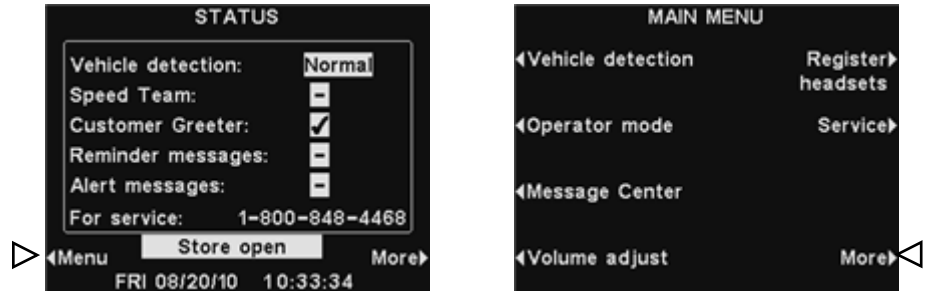 STATUS
Vehicle detection: Normal
Speed Team: -
Customer Greeter: ✓
Reminder messages: -
Alert messages: -
For service: 1-800-848-4468
Store open
Menu More
FRI 08/20/10 10:33:34
MAIN MENU
Vehicle detection Register
headsets
Operator mode Service
Message Center
Volume adjust More